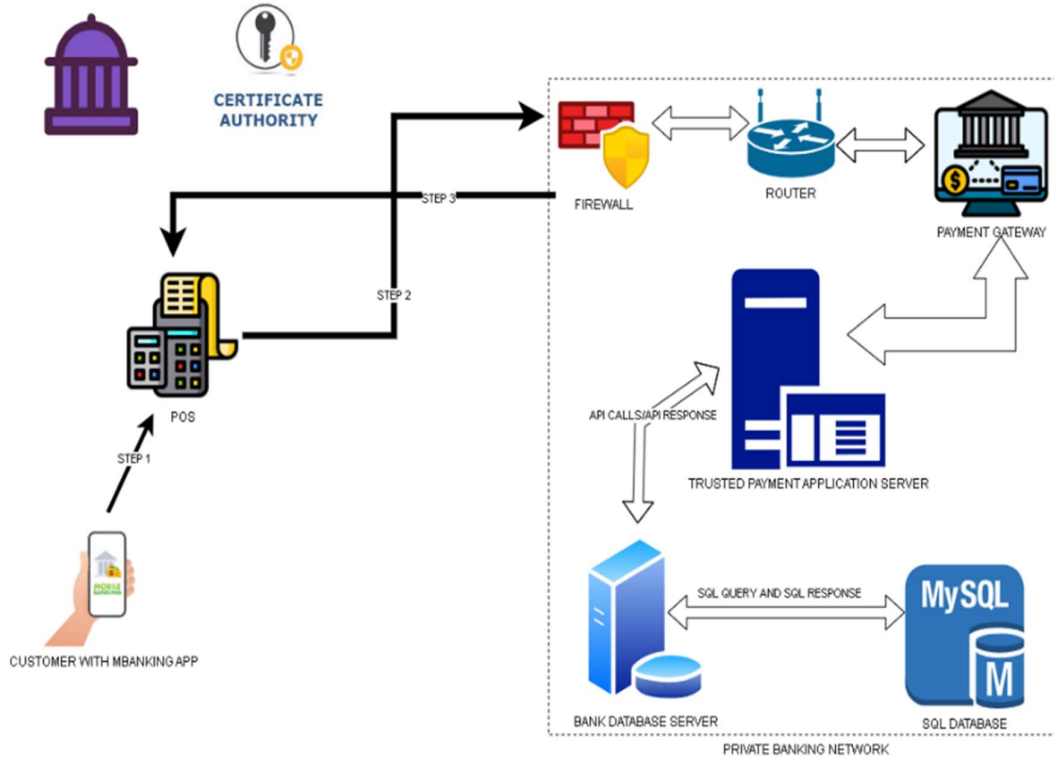 CERTIFICATE
AUTHORITY
STEP 3
FIREWALL
ROUTER
PAYMENT GATEWAY
STEP 2
POS
API CALLS/API RESPONSE
STEP 1
TRUSTED PAYMENT APPLICATION SERVER
MOBILE
BANKING
CUSTOMER WITH MBANKING APP
SQL QUERY AND SQL RESPONSE
MySQL
M
BANK DATABASE SERVER
SQL DATABASE
PRIVATE BANKING NETWORK